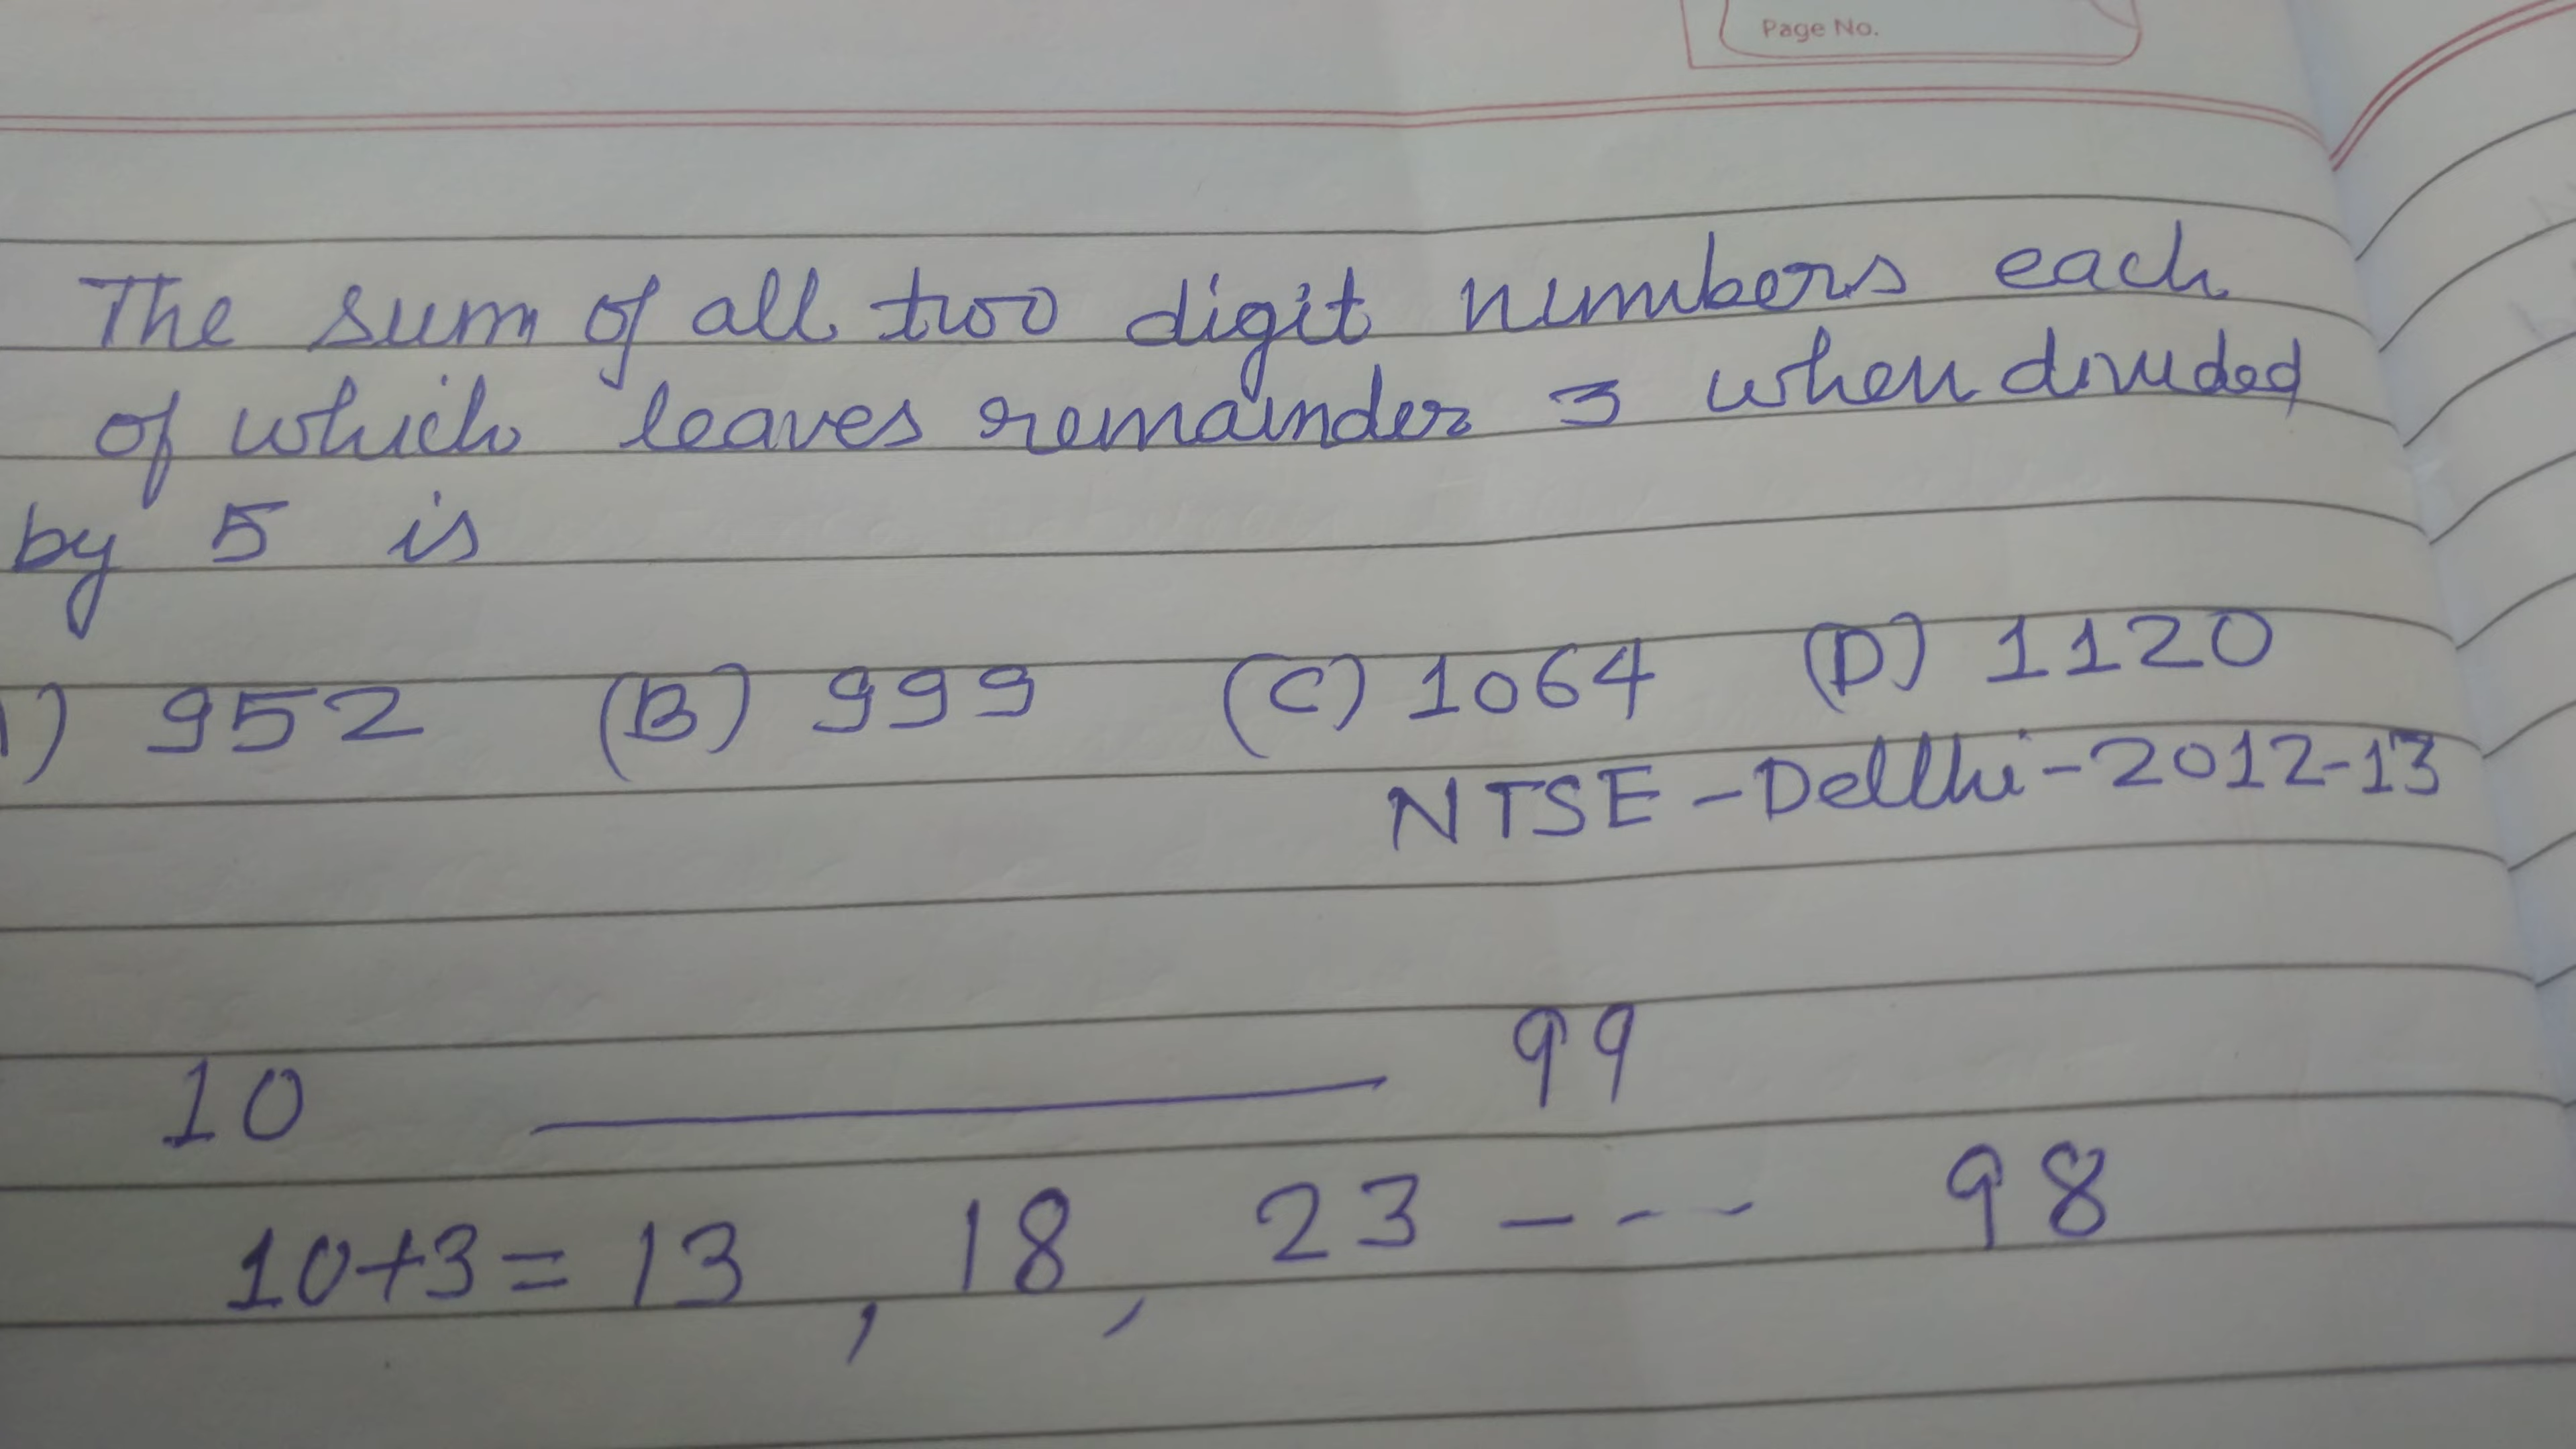 Page No.
The sum of all two digit numbers each
of which leaves remainder 3 when divided
by 5 is
) 952 (B) 999 (C) 1064 (D) 1120
NTSE - Dellhi - 2012-13
10 —— 99
10+3 = 13 , 18 , 23 - - - 98